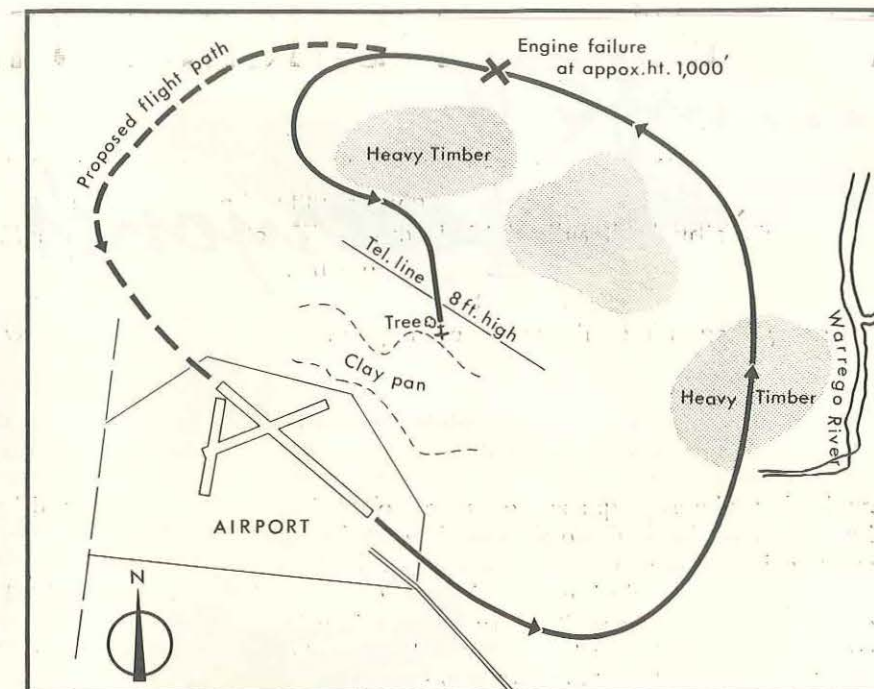 Proposed flight path
Engine failure
at appox.ht. 1,000'
Heavy Timber
Tel. line 8 ft. high
Tree
Clay pan
Heavy Timber
Warrego River
AIRPORT
N